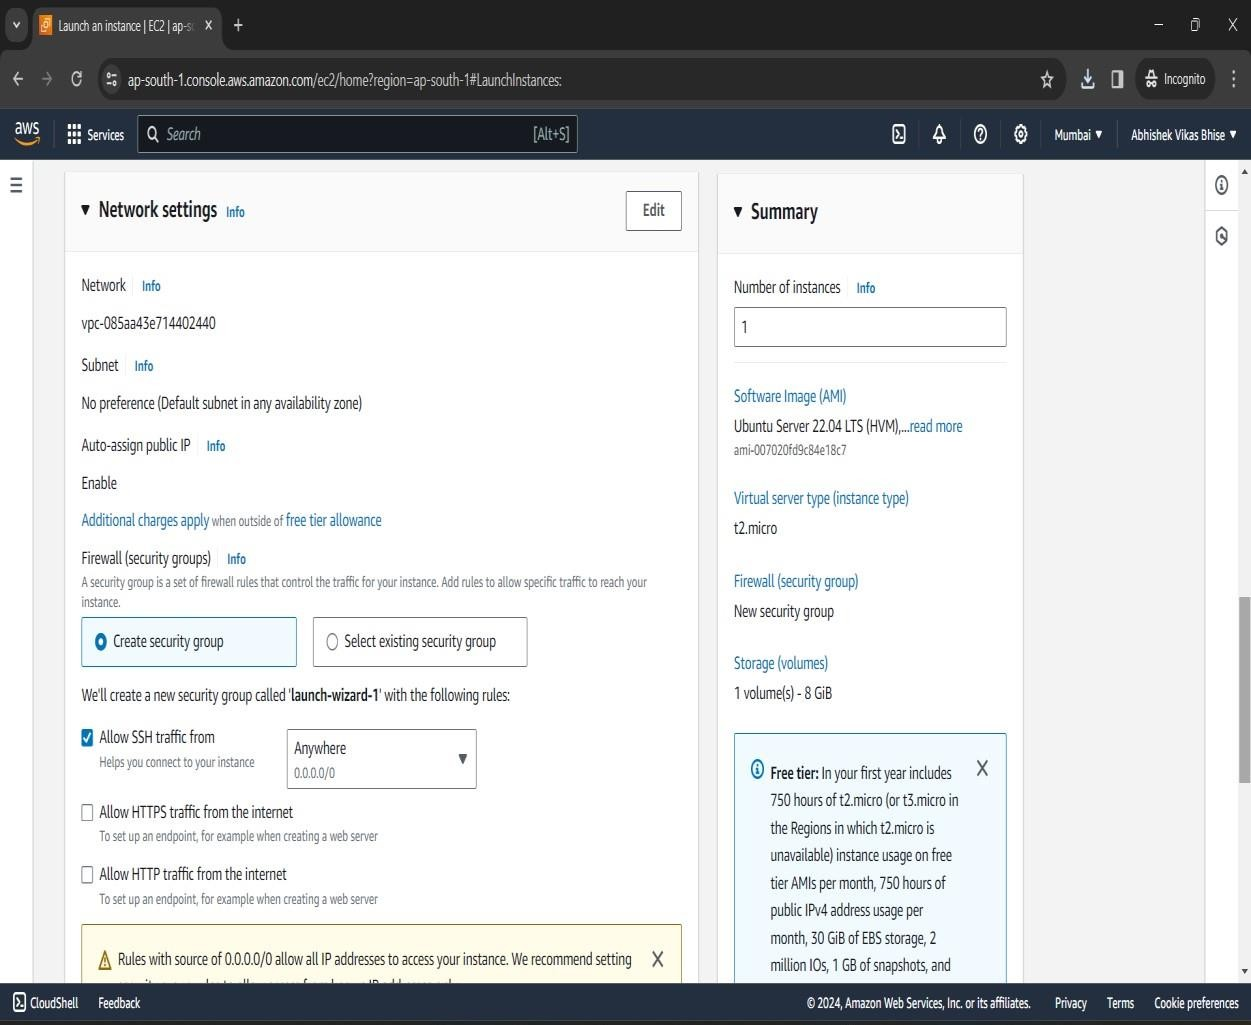 Launch an instance | EC2 | ap-s
ap-south-1.console.aws.amazon.com/ec2/home?region=ap-south-1#LaunchInstances:
Incognito
aws
Services
Search
[Alt+S]
Mumbai
Abhishek Vikas Bhise
Network settings Info
Edit
Network Info
vpc-085aa43e714402440
Subnet Info
No preference (Default subnet in any availability zone)
Auto-assign public IP Info
Enable
Additional charges apply when outside of free tier allowance
Firewall (security groups) Info
A security group is a set of firewall rules that control the traffic for your instance. Add rules to allow specific traffic to reach your
instance.
Create security group
Select existing security group
We'll create a new security group called 'launch-wizard-1' with the following rules:
Allow SSH traffic from
Helps you connect to your instance
Anywhere
0.0.0.0/0
Allow HTTPS traffic from the internet
To set up an endpoint, for example when creating a web server
Allow HTTP traffic from the internet
To set up an endpoint, for example when creating a web server
Rules with source of 0.0.0.0/0 allow all IP addresses to access your instance. We recommend setting
Summary
Number of instances Info
1
Software Image (AMI)
Ubuntu Server 22.04 LTS (HVM),...read more
ami-007020fd9c84e18c7
Virtual server type (instance type)
t2.micro
Firewall (security group)
New security group
Storage (volumes)
1 volume(s) - 8 GiB
Free tier: In your first year includes
750 hours of t2.micro (or t3.micro in
the Regions in which t2.micro is
unavailable) instance usage on free
tier AMIs per month, 750 hours of
public IPv4 address usage per
month, 30 GiB of EBS storage, 2
million IOs, 1 GB of snapshots, and
CloudShell
Feedback
© 2024, Amazon Web Services, Inc. or its affiliates.
Privacy
Terms
Cookie preferences